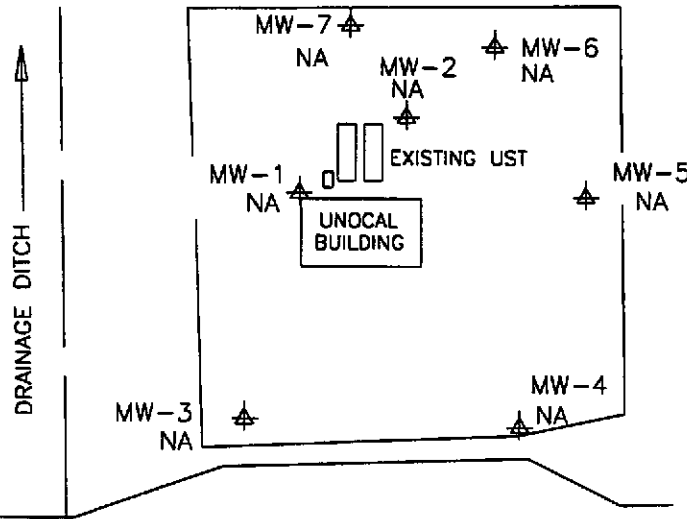 MW-7
NA
MW-6
NA
MW-2
NA
EXISTING UST
MW-1
NA
MW-5
NA
UNOCAL
BUILDING
DRAINAGE DITCH
MW-3
NA
MW-4
NA